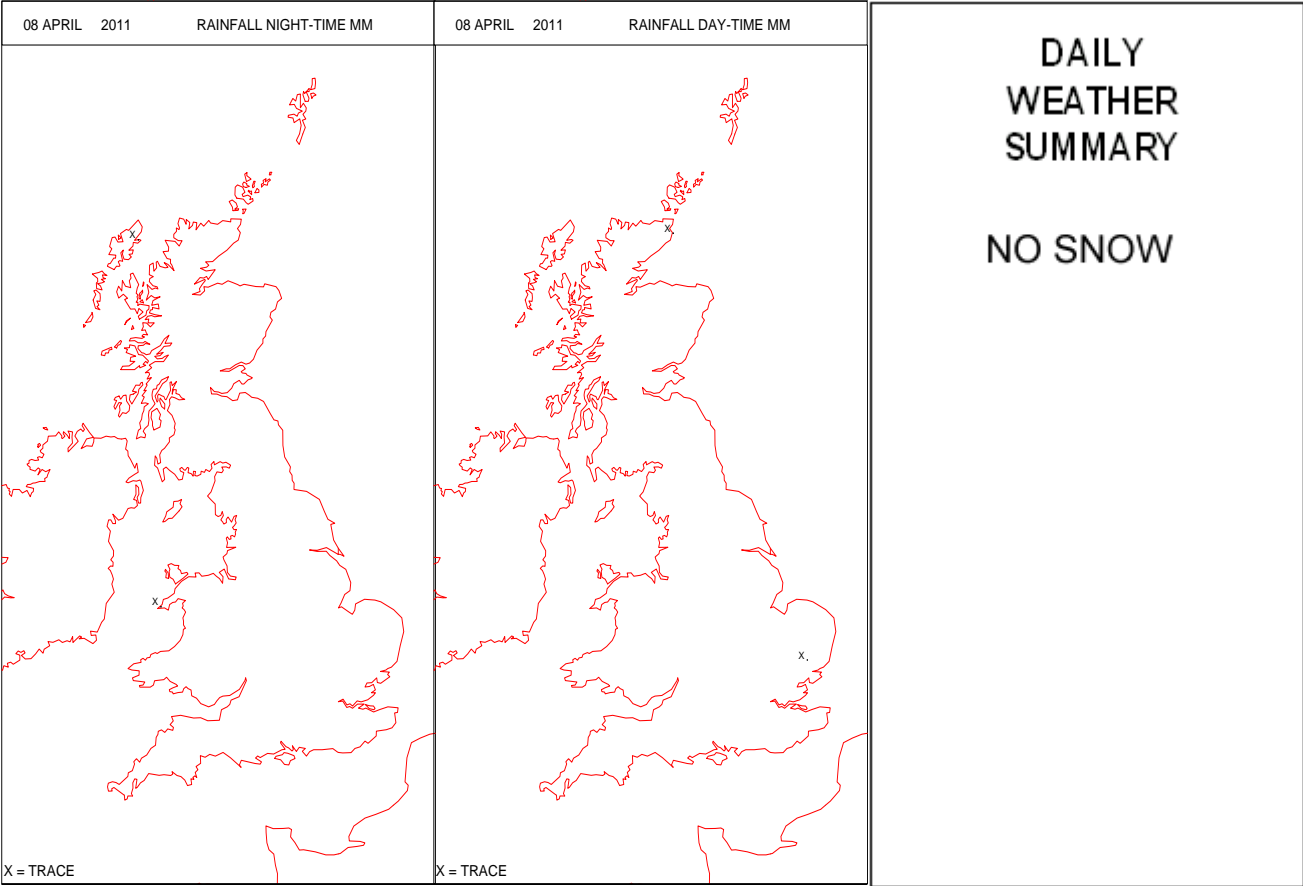 08 APRIL 2011 RAINFALL NIGHT-TIME MM
X
X
X = TRACE
08 APRIL 2011 RAINFALL DAY-TIME MM
X
X
X = TRACE
DAILY
WEATHER
SUMMARY
NO SNOW